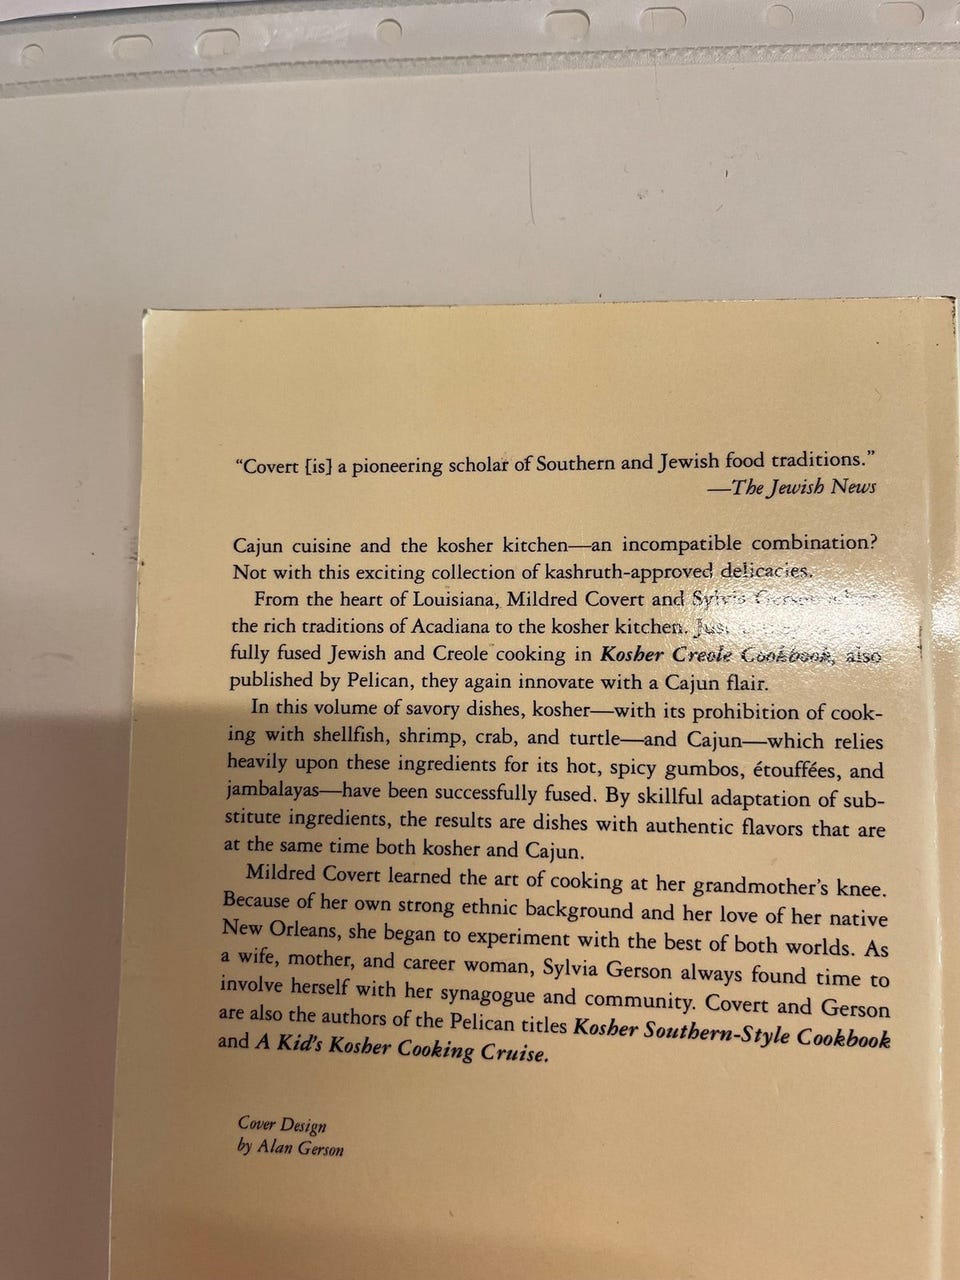 “Covert [is] a pioneering scholar of Southern and Jewish food traditions.”
—The Jewish News
Cajun cuisine and the kosher kitchen—an incompatible combination?
Not with this exciting collection of kashruth-approved delicacies.
From the heart of Louisiana, Mildred Covert and Sylvia Gerson
the rich traditions of Acadiana to the kosher kitchen. Just
fully fused Jewish and Creole cooking in Kosher Creole Cookbook, also
published by Pelican, they again innovate with a Cajun flair.
In this volume of savory dishes, kosher—with its prohibition of cook-
ing with shellfish, shrimp, crab, and turtle—and Cajun—which relies
heavily upon these ingredients for its hot, spicy gumbos, étouffées, and
jambalayas—have been successfully fused. By skillful adaptation of sub-
stitute ingredients, the results are dishes with authentic flavors that are
at the same time both kosher and Cajun.
Mildred Covert learned the art of cooking at her grandmother’s knee.
Because of her own strong ethnic background and her love of her native
New Orleans, she began to experiment with the best of both worlds. As
a wife, mother, and career woman, Sylvia Gerson always found time to
involve herself with her synagogue and community. Covert and Gerson
are also the authors of the Pelican titles Kosher Southern-Style Cookbook
and A Kid’s Kosher Cooking Cruise.
Cover Design
by Alan Gerson